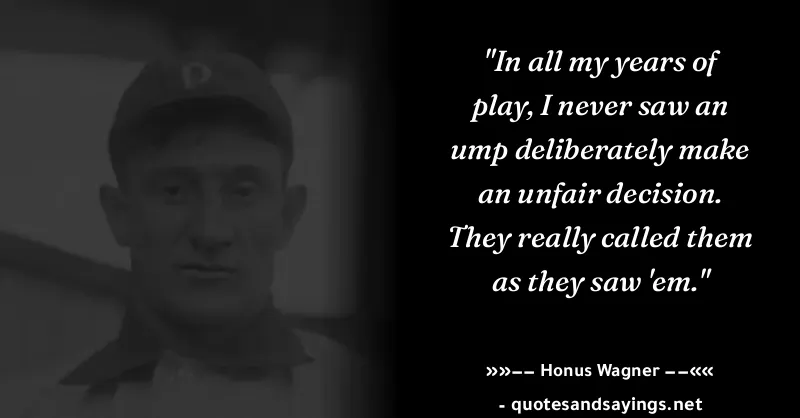 P
"In all my years of
play, I never saw an
ump deliberately make
an unfair decision.
They really called them
as they saw 'em."
»»–– Honus Wagner ––««
- quotesandsayings.net